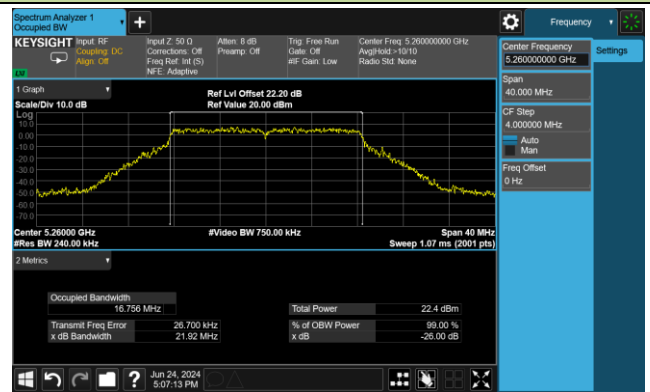 Spectrum Analyzer 1
Occupied BW
Frequency
KEYSIGHT
Input: RF
Coupling: DC
Align: Off
Input Z: 50 Ω
Corrections: Off
Freq Ref: Int (S)
NFE: Adaptive
Atten: 8 dB
Preamp: Off
Trig: Free Run
Gate: Off
#IF Gain: Low
Center Freq: 5.260000000 GHz
Avg|Hold:>10/10
Radio Std: None
Center Frequency
5.260000000 GHz
Settings
Span
40.000 MHz
CF Step
4.000000 MHz
Auto
Man
Freq Offset
0 Hz
1 Graph
Scale/Div 10.0 dB
Ref Lvl Offset 22.20 dB
Ref Value 20.00 dBm
Log
10.0
0.00
-10.0
-20.0
-30.0
-40.0
-50.0
-60.0
-70.0
Center 5.26000 GHz
#Video BW 750.00 kHz
Span 40 MHz
#Res BW 240.00 kHz
Sweep 1.07 ms (2001 pts)
2 Metrics
Occupied Bandwidth
16.756 MHz
Total Power 22.4 dBm
Transmit Freq Error 26.700 kHz
% of OBW Power 99.00 %
x dB Bandwidth 21.92 MHz
x dB -26.00 dB
Jun 24, 2024
5:07:13 PM